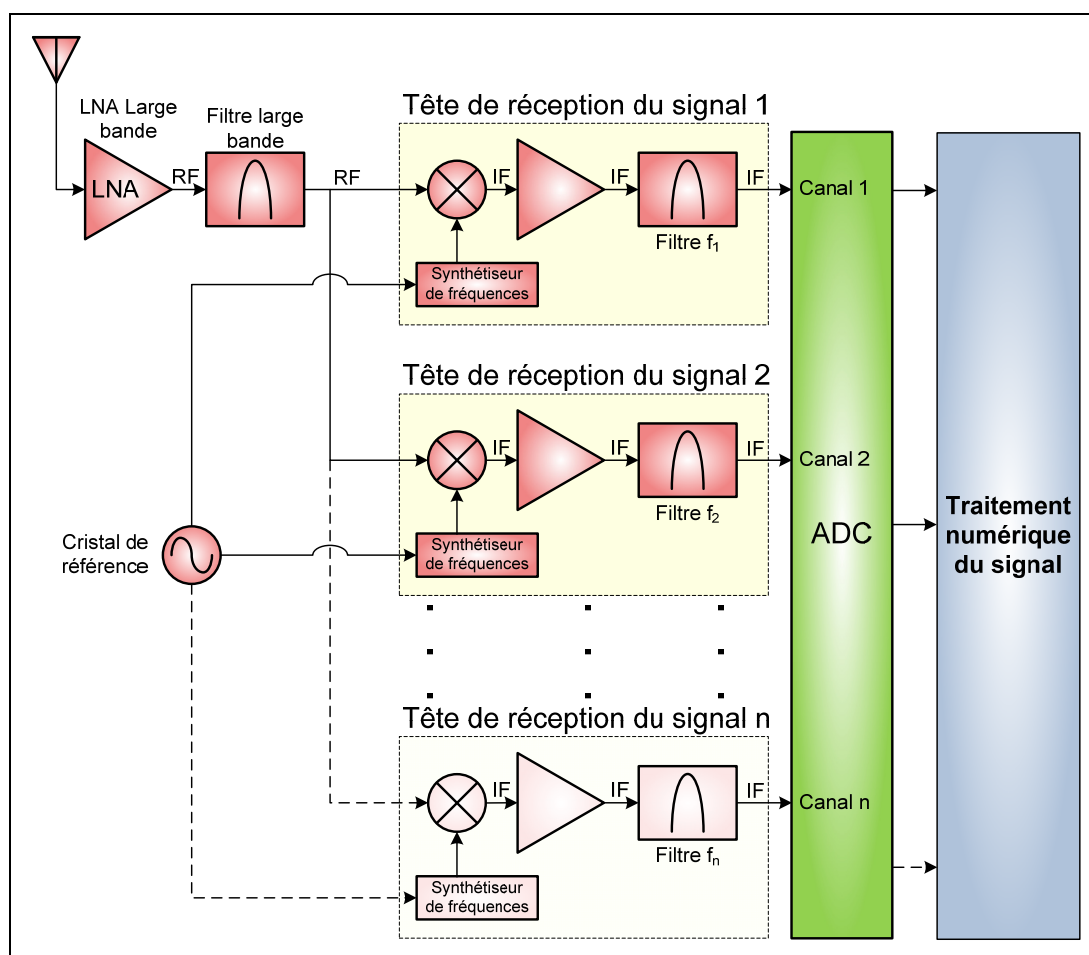 LNA Large
bande
Filtre large
bande
LNA
RF
RF
Tête de réception du signal 1
IF
IF
IF
Filtre f1
Synthétiseur
de fréquences
Canal 1
Tête de réception du signal 2
IF
IF
IF
Filtre f2
Synthétiseur
de fréquences
Canal 2
Cristal de
référence
ADC
Traitement
numérique
du signal
Tête de réception du signal n
IF
IF
IF
Filtre fn
Synthétiseur
de fréquences
Canal n